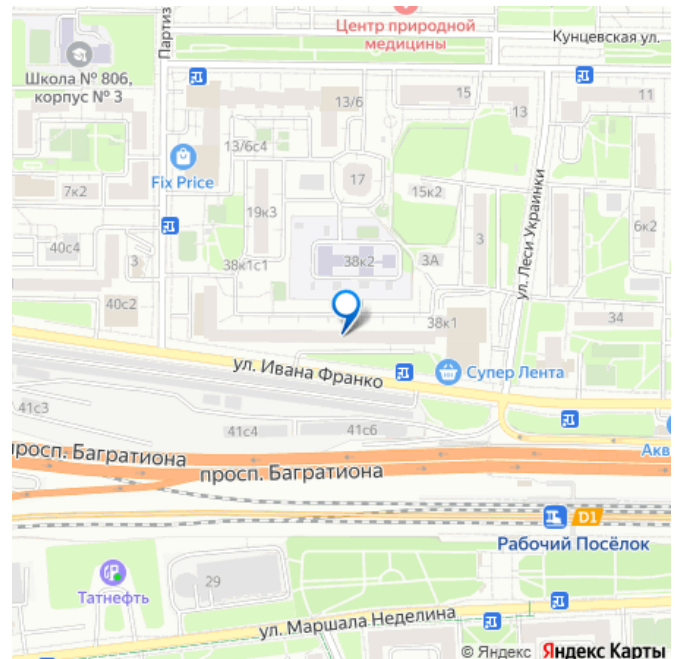 Центр природной
медицины
Кунцевская ул.
Школа № 806,
корпус № 3
Партиз
13/6
15
13
11
13/6с4
Fix Price
17
7к2
15к2
19к3
ул. Леси Украинки
3
6к2
40с4
3
38к1с1
38к2
3А
40с2
38к1
34
ул. Ивана Франко
Супер Лента
41с3
41с4
41с6
просп. Багратиона
просп. Багратиона
Акв
D1
Рабочий Посёлок
Татнефть
29
ул. Маршала Неделина
© Яндекс Яндекс Карты